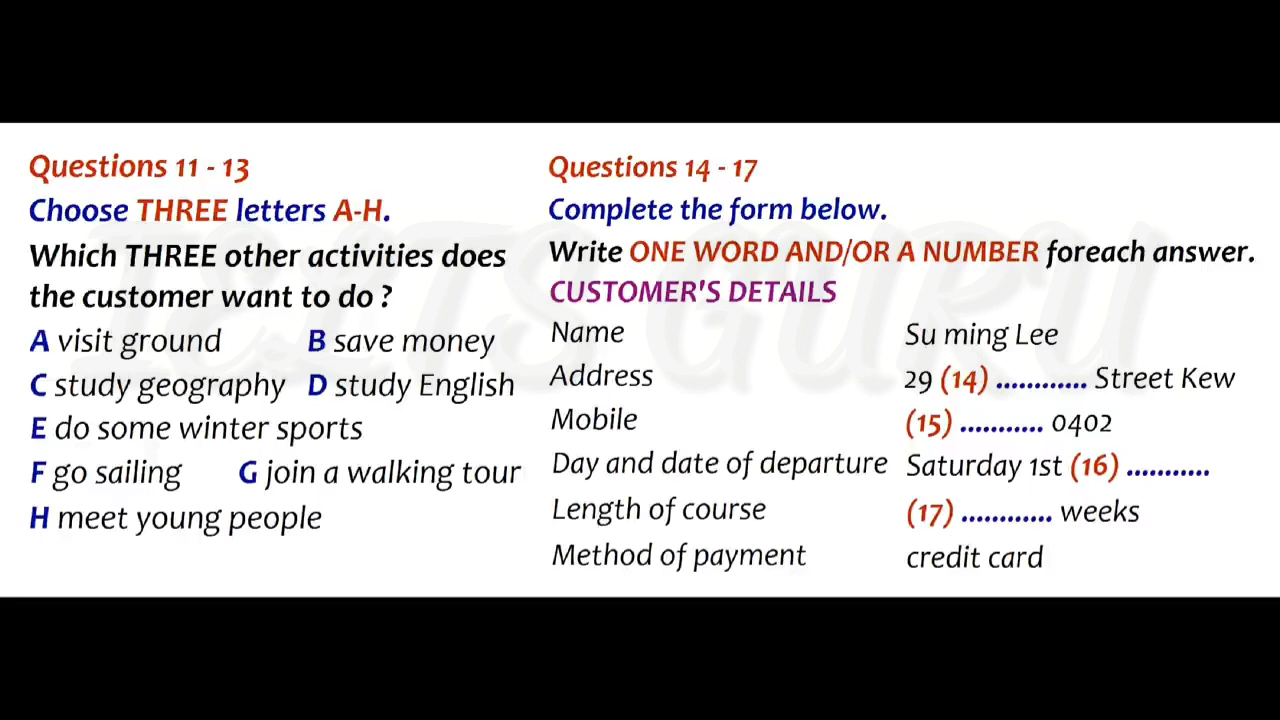 Questions 11 - 13
Choose THREE letters A-H.
Which THREE other activities does
the customer want to do ?
A visit ground B save money
C study geography D study English
E do some winter sports
F go sailing G join a walking tour
H meet young people
Questions 14 - 17
Complete the form below.
Write ONE WORD AND/OR A NUMBER foreach answer.
CUSTOMER'S DETAILS
Name Su ming Lee
Address 29 (14) ............ Street Kew
Mobile (15) ........... 0402
Day and date of departure Saturday 1st (16) ...........
Length of course (17) ............ weeks
Method of payment credit card
IELTS GURU